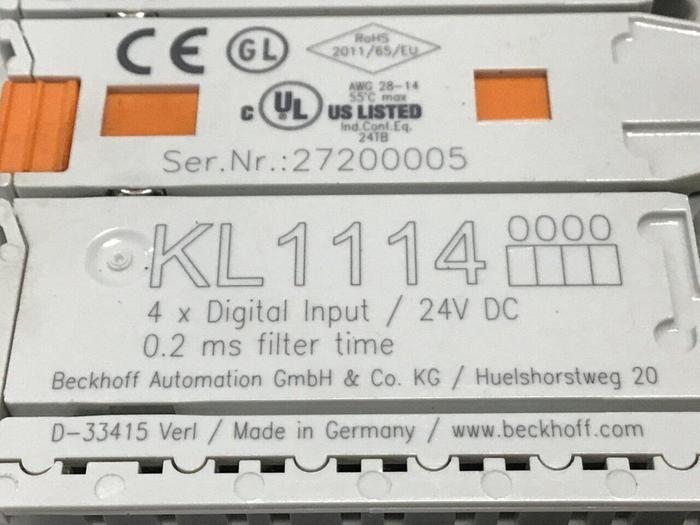 CE GL RoHS
2011/65/EU
AWG 28-14
55°C max
c UL US LISTED
Ind.Cont.Eq.
24TB
Ser.Nr.:27200005
KL1114 0000
4 x Digital Input / 24V DC
0.2 ms filter time
Beckhoff Automation GmbH & Co. KG / Huelshorstweg 20
D-33415 Verl / Made in Germany / www.beckhoff.com